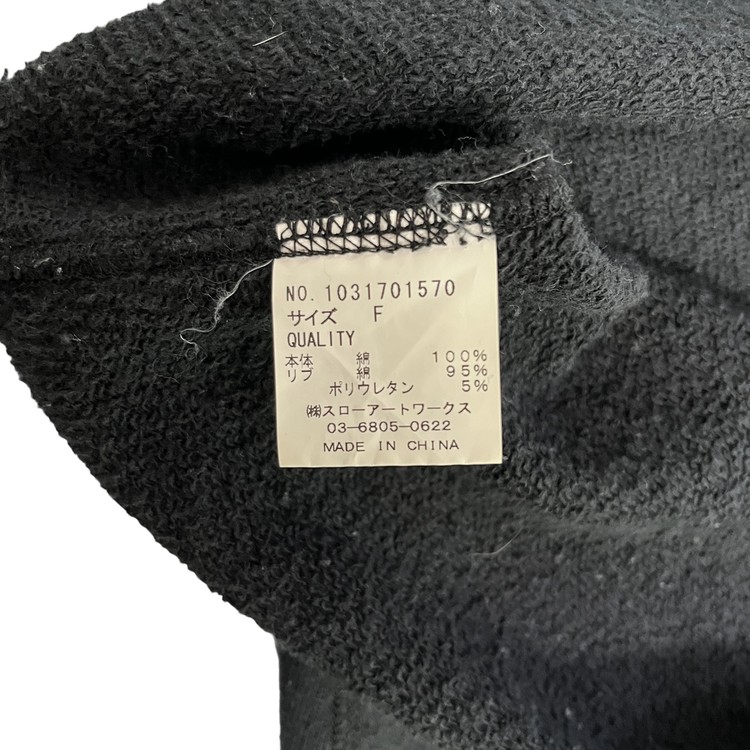 NO. 1031701570
サイズ F
QUALITY
本体 綿 100%
リブ 綿 95%
ポリウレタン 5%
㈱スローアートワークス
03-6805-0622
MADE IN CHINA